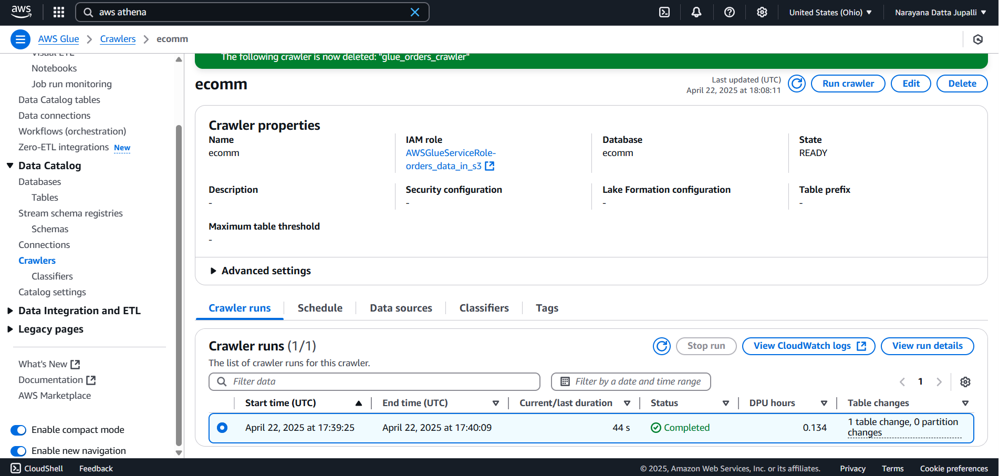 aws
aws athena
United States (Ohio)
Narayana Datta Jupalli
AWS Glue
Crawlers
ecomm
Visual ETL
Notebooks
Job run monitoring
Data Catalog tables
Data connections
Workflows (orchestration)
Zero-ETL integrations New
Data Catalog
Databases
Tables
Stream schema registries
Schemas
Connections
Crawlers
Classifiers
Catalog settings
Data Integration and ETL
Legacy pages
What's New
Documentation
AWS Marketplace
Enable compact mode
Enable new navigation
The following crawler is now deleted: "glue_orders_crawler"
ecomm
Last updated (UTC)
April 22, 2025 at 18:08:11
Run crawler
Edit
Delete
Crawler properties
Name
ecomm
IAM role
AWSGlueServiceRole-
orders_data_in_s3
Database
ecomm
State
READY
Description
-
Security configuration
-
Lake Formation configuration
-
Table prefix
-
Maximum table threshold
-
Advanced settings
Crawler runs
Schedule
Data sources
Classifiers
Tags
Crawler runs (1/1)
Stop run
View CloudWatch logs
View run details
The list of crawler runs for this crawler.
Filter data
Filter by a date and time range
1
Start time (UTC)
End time (UTC)
Current/last duration
Status
DPU hours
Table changes
April 22, 2025 at 17:39:25
April 22, 2025 at 17:40:09
44 s
Completed
0.134
1 table change, 0 partition
changes
CloudShell
Feedback
© 2025, Amazon Web Services, Inc. or its affiliates.
Privacy
Terms
Cookie preferences